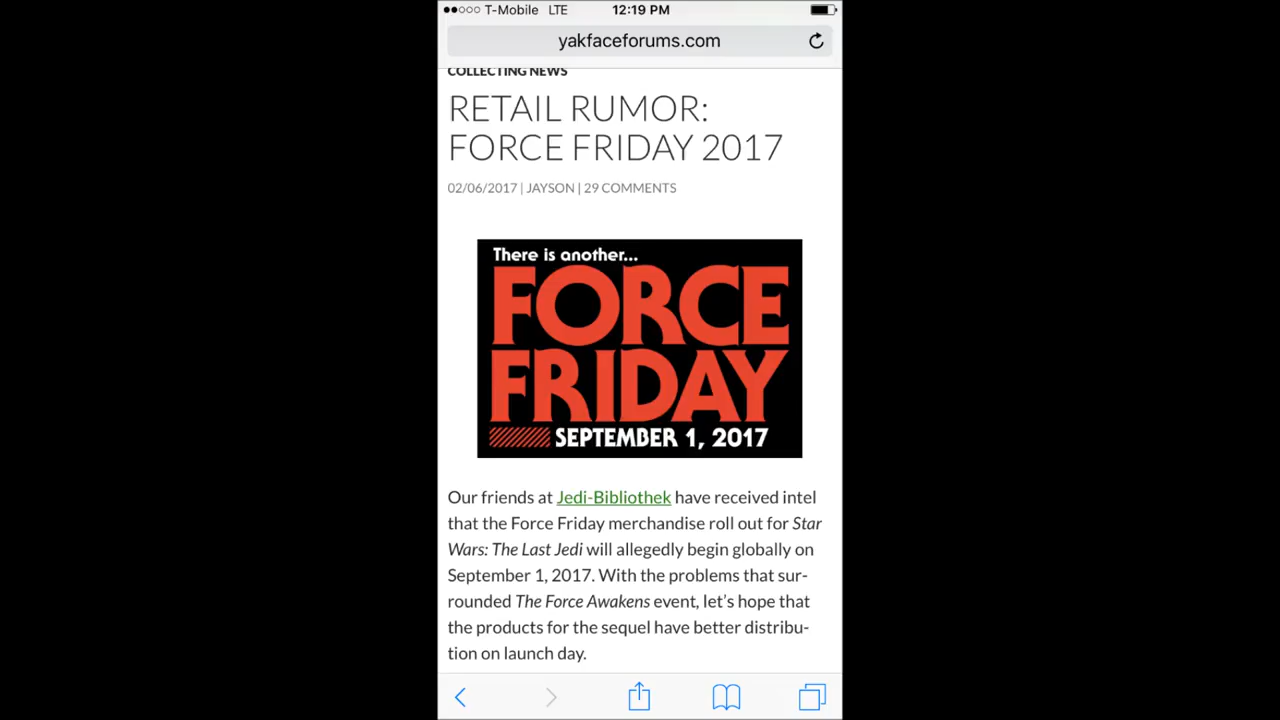 T-Mobile LTE 12:19 PM
yakfaceforums.com
COLLECTING NEWS
RETAIL RUMOR:
FORCE FRIDAY 2017
02/06/2017 | JAYSON | 29 COMMENTS
There is another...
FORCE
FRIDAY
SEPTEMBER 1, 2017
Our friends at Jedi-Bibliothek have received intel
that the Force Friday merchandise roll out for Star
Wars: The Last Jedi will allegedly begin globally on
September 1, 2017. With the problems that sur-
rounded The Force Awakens event, let’s hope that
the products for the sequel have better distribu-
tion on launch day.